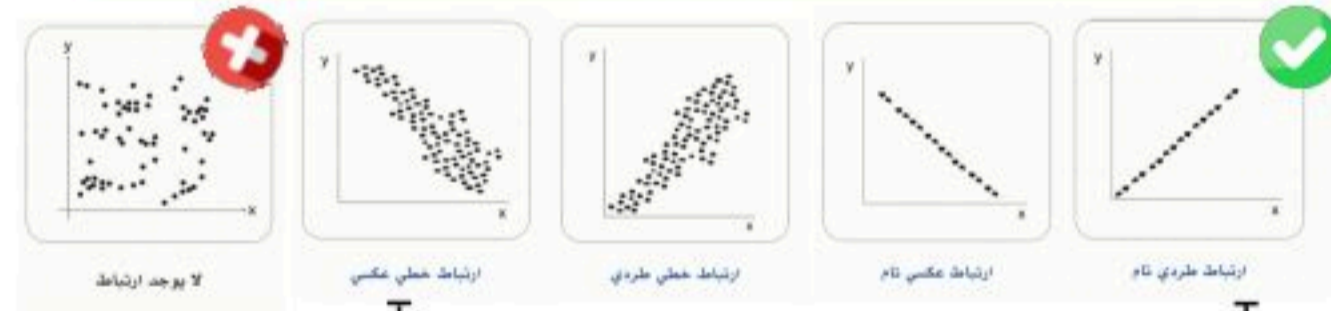 y
x
لا يوجد ارتباط
y
x
ارتباط خطي عكسي
y
x
ارتباط خطي طردي
y
x
ارتباط عكسي تام
y
x
ارتباط طردي تام